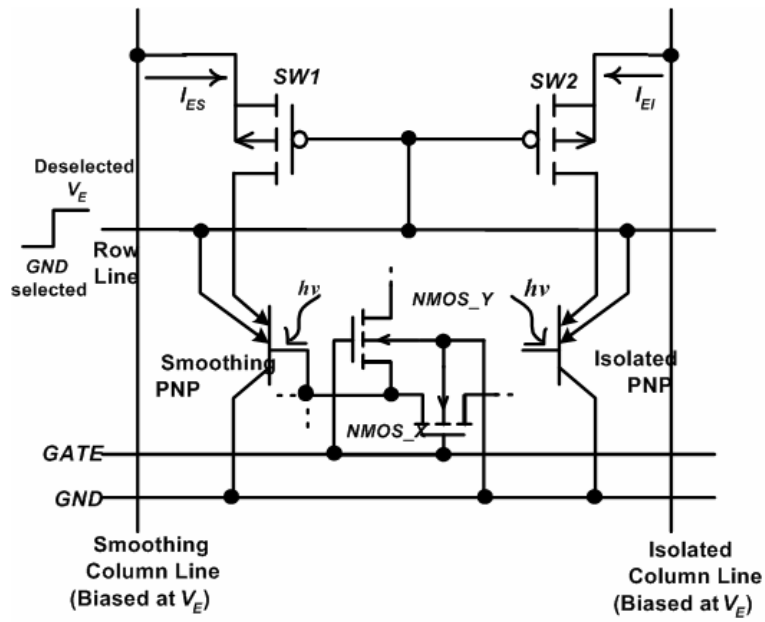 SW1
SW2
I_ES
I_EI
Deselected
V_E
Row
Line
GND
selected
hν
NMOS_Y
hν
Smoothing
PNP
Isolated
PNP
NMOS_X
GATE
GND
Smoothing
Column Line
(Biased at V_E)
Isolated
Column Line
(Biased at V_E)